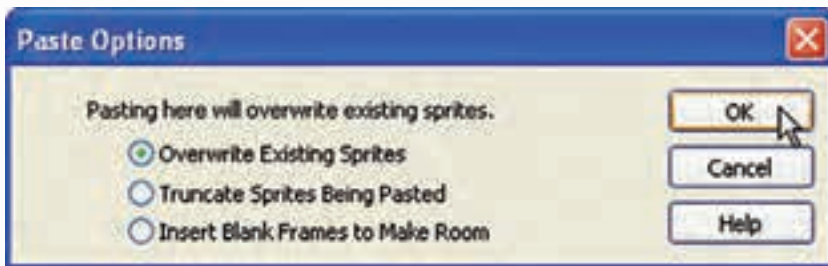 Paste Options
Pasting here will overwrite existing sprites.
Overwrite Existing Sprites
Truncate Sprites Being Pasted
Insert Blank Frames to Make Room
OK
Cancel
Help